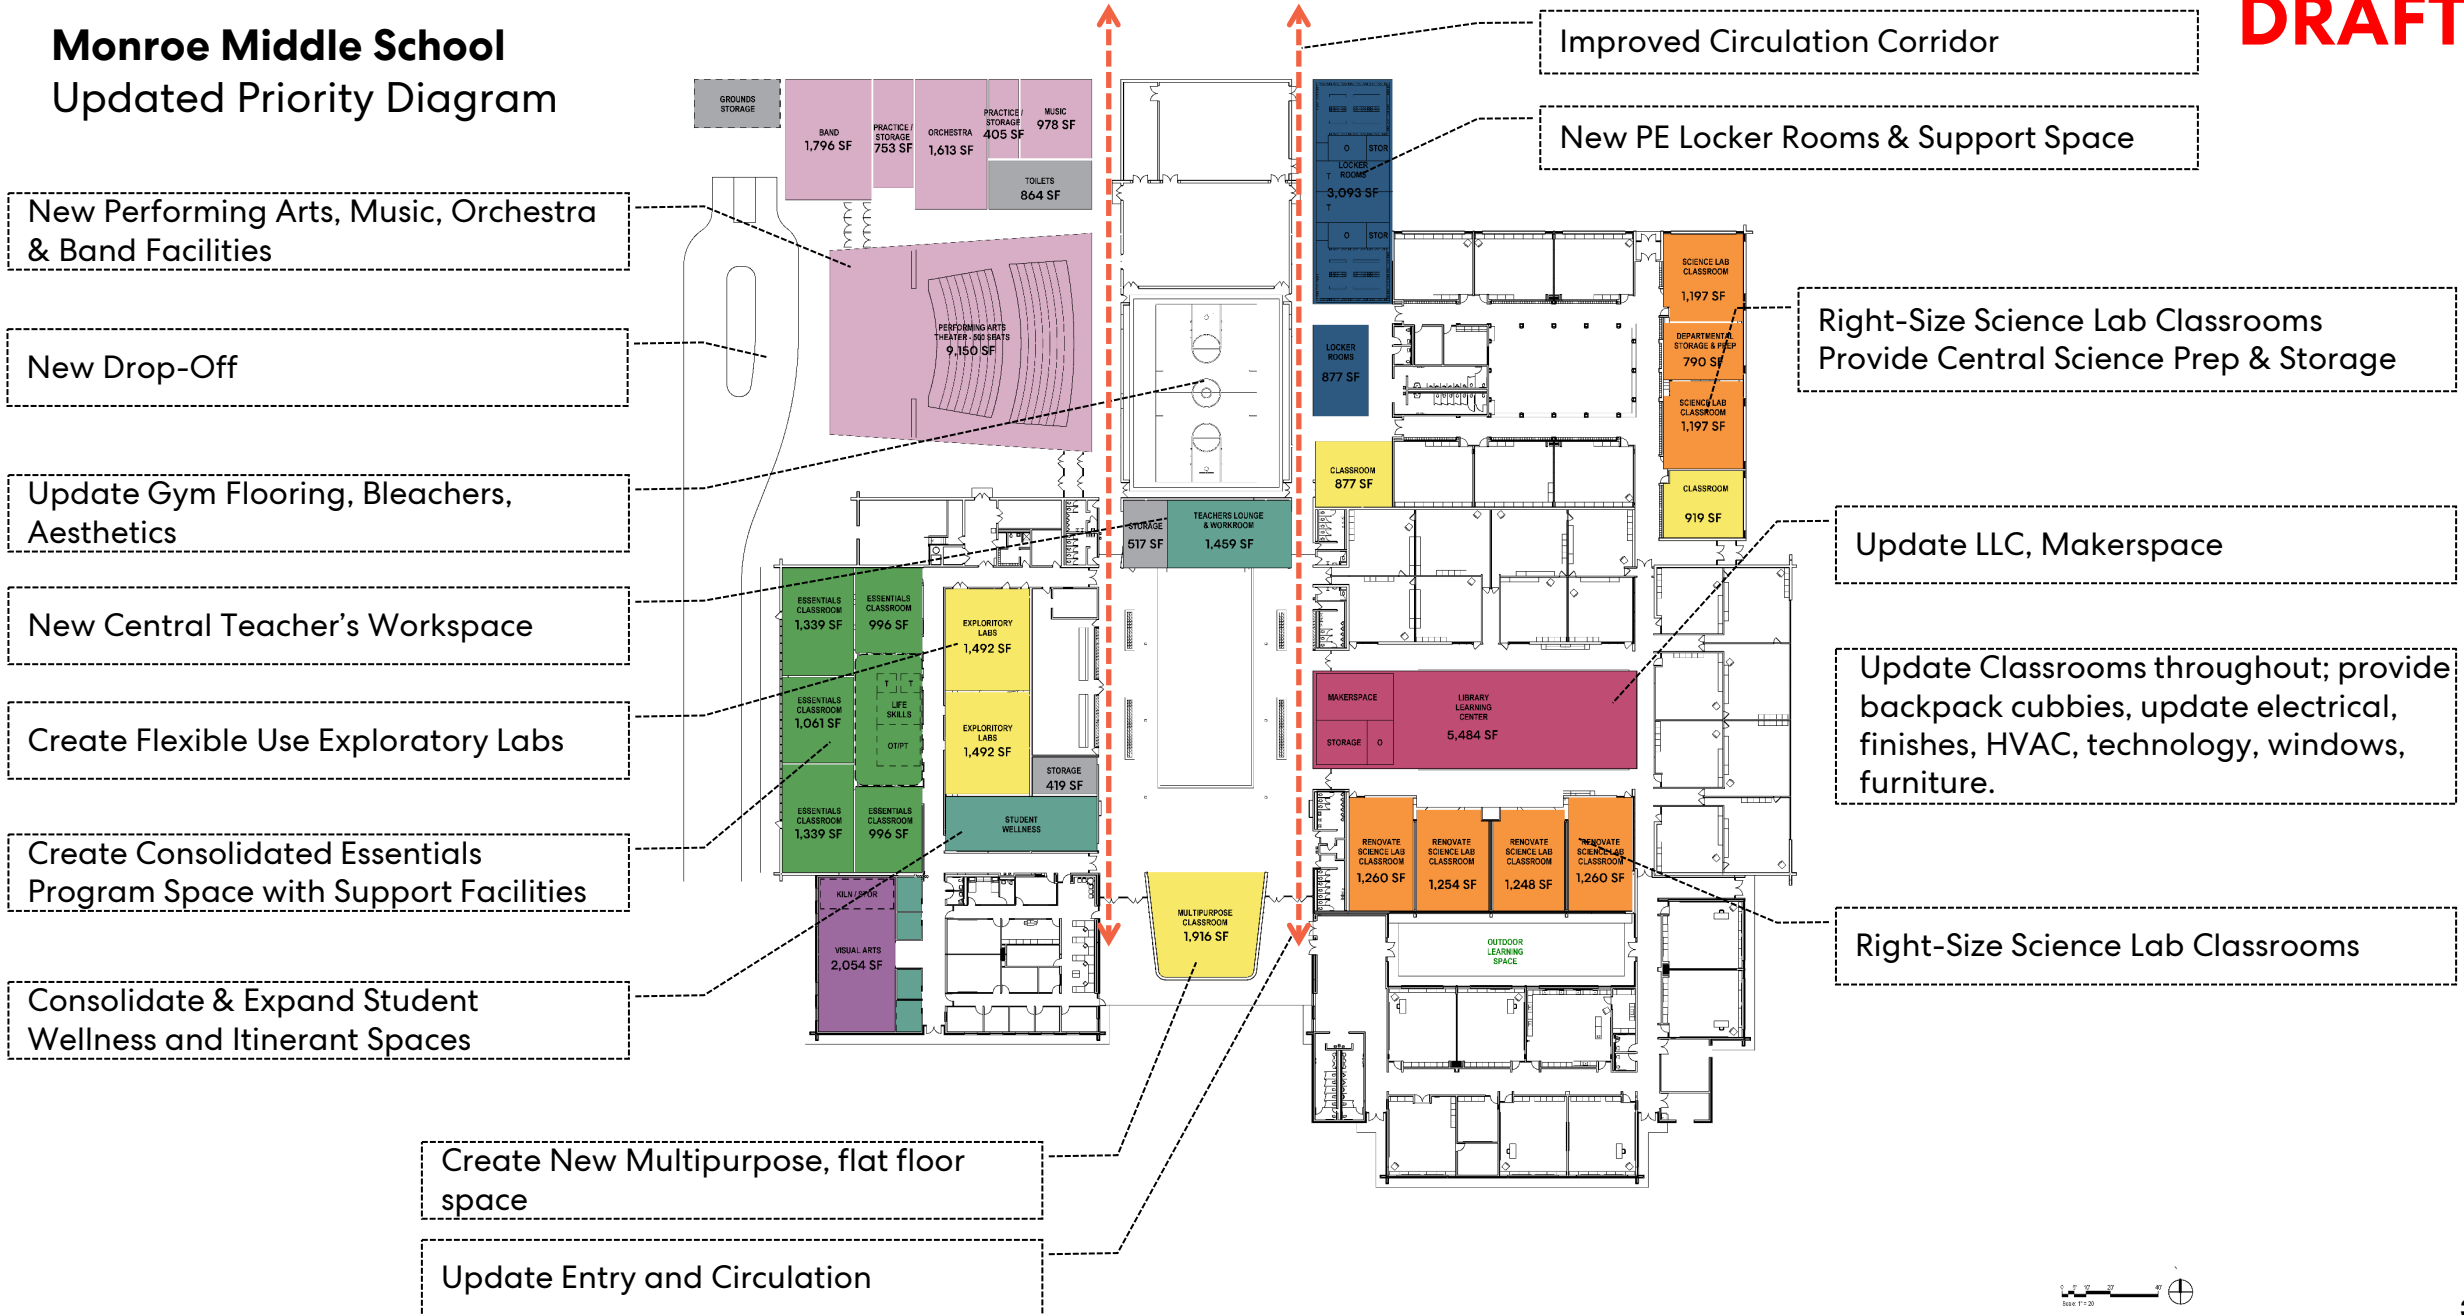 Monroe Middle School
Updated Priority Diagram
DRAFT
Improved Circulation Corridor
New PE Locker Rooms & Support Space
New Performing Arts, Music, Orchestra
& Band Facilities
New Drop-Off
Update Gym Flooring, Bleachers,
Aesthetics
New Central Teacher's Workspace
Create Flexible Use Exploratory Labs
Create Consolidated Essentials
Program Space with Support Facilities
Consolidate & Expand Student
Wellness and Itinerant Spaces
Create New Multipurpose, flat floor
space
Update Entry and Circulation
Right-Size Science Lab Classrooms
Provide Central Science Prep & Storage
Update LLC, Makerspace
Update Classrooms throughout; provide
backpack cubbies, update electrical,
finishes, HVAC, technology, windows,
furniture.
Right-Size Science Lab Classrooms
GROUNDS
STORAGE
BAND
1,796 SF
PRACTICE /
STORAGE
753 SF
ORCHESTRA
1,613 SF
PRACTICE /
STORAGE
405 SF
MUSIC
978 SF
TOILETS
864 SF
PERFORMING ARTS
THEATER - 500 SEATS
9,150 SF
O
STOR
LOCKER
ROOMS
T
3,093 SF
T
O
STOR
LOCKER
ROOMS
877 SF
CLASSROOM
877 SF
SCIENCE LAB
CLASSROOM
1,197 SF
DEPARTMENTAL
STORAGE & PREP
790 SF
SCIENCE LAB
CLASSROOM
1,197 SF
CLASSROOM
919 SF
STORAGE
517 SF
TEACHERS LOUNGE
& WORKROOM
1,459 SF
ESSENTIALS
CLASSROOM
1,339 SF
ESSENTIALS
CLASSROOM
996 SF
ESSENTIALS
CLASSROOM
1,061 SF
T
T
LIFE
SKILLS
OT/PT
ESSENTIALS
CLASSROOM
1,339 SF
ESSENTIALS
CLASSROOM
996 SF
EXPLORITORY
LABS
1,492 SF
EXPLORITORY
LABS
1,492 SF
STORAGE
419 SF
STUDENT
WELLNESS
KILN / STOR
VISUAL ARTS
2,054 SF
MULTIPURPOSE
CLASSROOM
1,916 SF
MAKERSPACE
STORAGE
O
LIBRARY
LEARNING
CENTER
5,484 SF
RENOVATE
SCIENCE LAB
CLASSROOM
1,260 SF
RENOVATE
SCIENCE LAB
CLASSROOM
1,254 SF
RENOVATE
SCIENCE LAB
CLASSROOM
1,248 SF
RENOVATE
SCIENCE LAB
CLASSROOM
1,260 SF
OUTDOOR
LEARNING
SPACE
Scale: 1" = 20